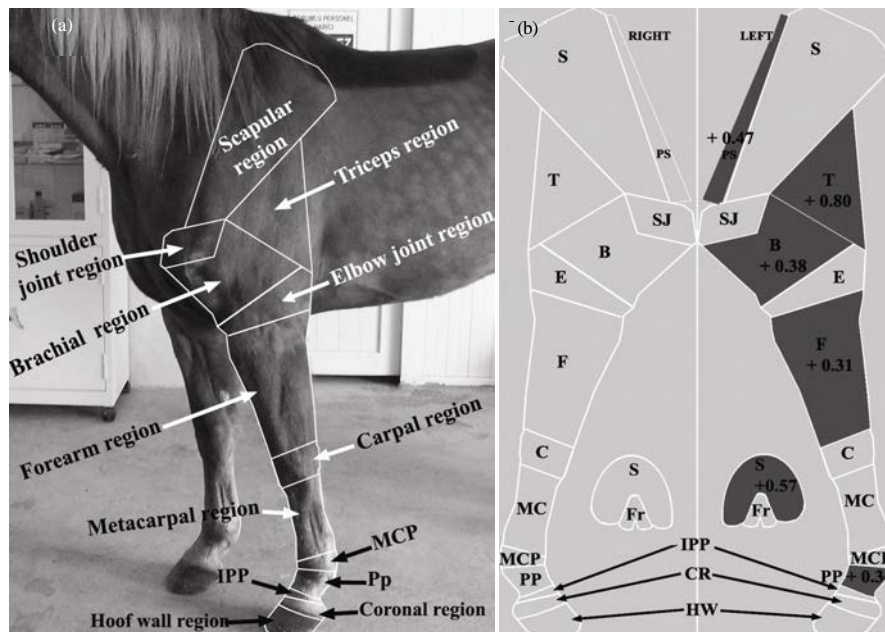 (a)
Scapular
region
Triceps region
Shoulder
joint region
Elbow joint region
Brachial region
Forearm region
Carpal region
Metacarpal region
MCP
IPP
Pp
Hoof wall region
Coronal region
(b)
RIGHT
LEFT
S
S
+0.47
PS
PS
T
T
+0.80
SJ
SJ
B
B
+0.38
E
E
F
F
+0.31
C
C
S
S
+0.57
Fr
Fr
MC
MC
IPP
MCP
PP
PP
CR
HW